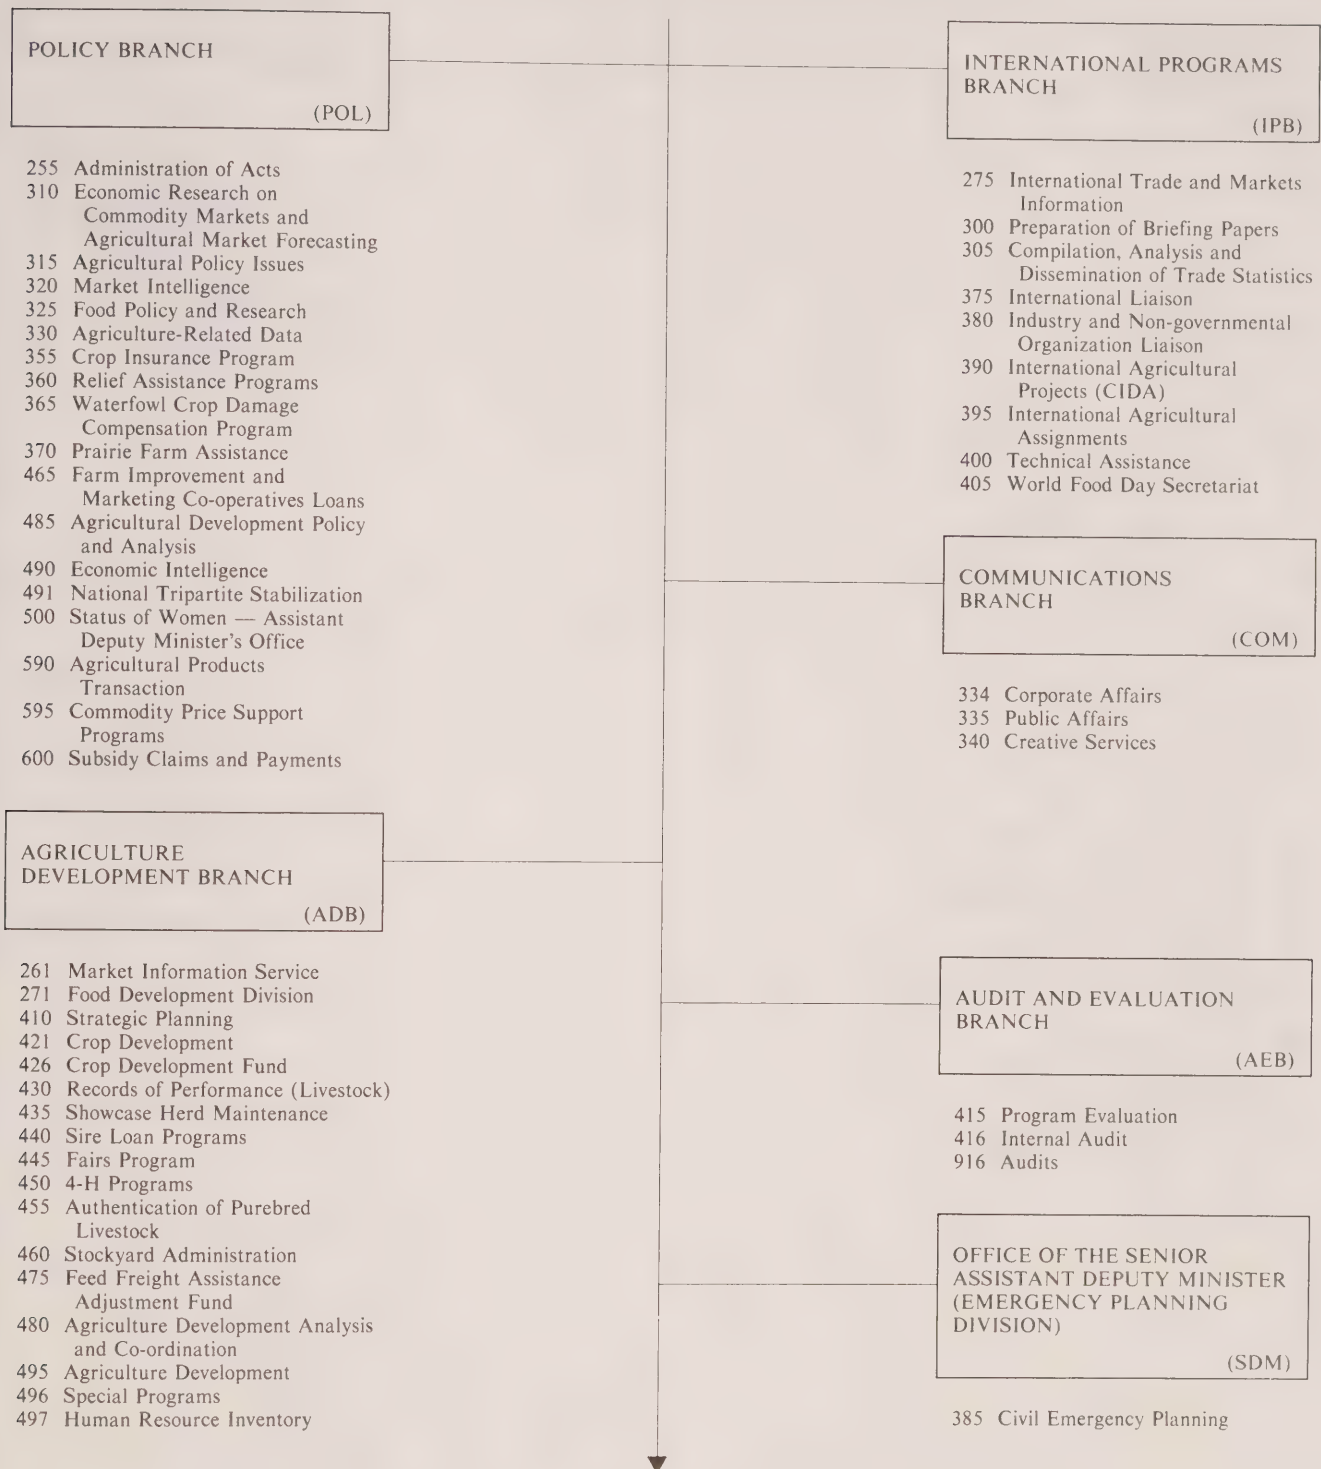 POLICY BRANCH
(POL)
255 Administration of Acts
310 Economic Research on
Commodity Markets and
Agricultural Market Forecasting
315 Agricultural Policy Issues
320 Market Intelligence
325 Food Policy and Research
330 Agriculture-Related Data
355 Crop Insurance Program
360 Relief Assistance Programs
365 Waterfowl Crop Damage
Compensation Program
370 Prairie Farm Assistance
465 Farm Improvement and
Marketing Co-operatives Loans
485 Agricultural Development Policy
and Analysis
490 Economic Intelligence
491 National Tripartite Stabilization
500 Status of Women — Assistant
Deputy Minister's Office
590 Agricultural Products
Transaction
595 Commodity Price Support
Programs
600 Subsidy Claims and Payments
AGRICULTURE
DEVELOPMENT BRANCH
(ADB)
261 Market Information Service
271 Food Development Division
410 Strategic Planning
421 Crop Development
426 Crop Development Fund
430 Records of Performance (Livestock)
435 Showcase Herd Maintenance
440 Sire Loan Programs
445 Fairs Program
450 4-H Programs
455 Authentication of Purebred
Livestock
460 Stockyard Administration
475 Feed Freight Assistance
Adjustment Fund
480 Agriculture Development Analysis
and Co-ordination
495 Agriculture Development
496 Special Programs
497 Human Resource Inventory
INTERNATIONAL PROGRAMS
BRANCH
(IPB)
275 International Trade and Markets
Information
300 Preparation of Briefing Papers
305 Compilation, Analysis and
Dissemination of Trade Statistics
375 International Liaison
380 Industry and Non-governmental
Organization Liaison
390 International Agricultural
Projects (CIDA)
395 International Agricultural
Assignments
400 Technical Assistance
405 World Food Day Secretariat
COMMUNICATIONS
BRANCH
(COM)
334 Corporate Affairs
335 Public Affairs
340 Creative Services
AUDIT AND EVALUATION
BRANCH
(AEB)
415 Program Evaluation
416 Internal Audit
916 Audits
OFFICE OF THE SENIOR
ASSISTANT DEPUTY MINISTER
(EMERGENCY PLANNING
DIVISION)
(SDM)
385 Civil Emergency Planning